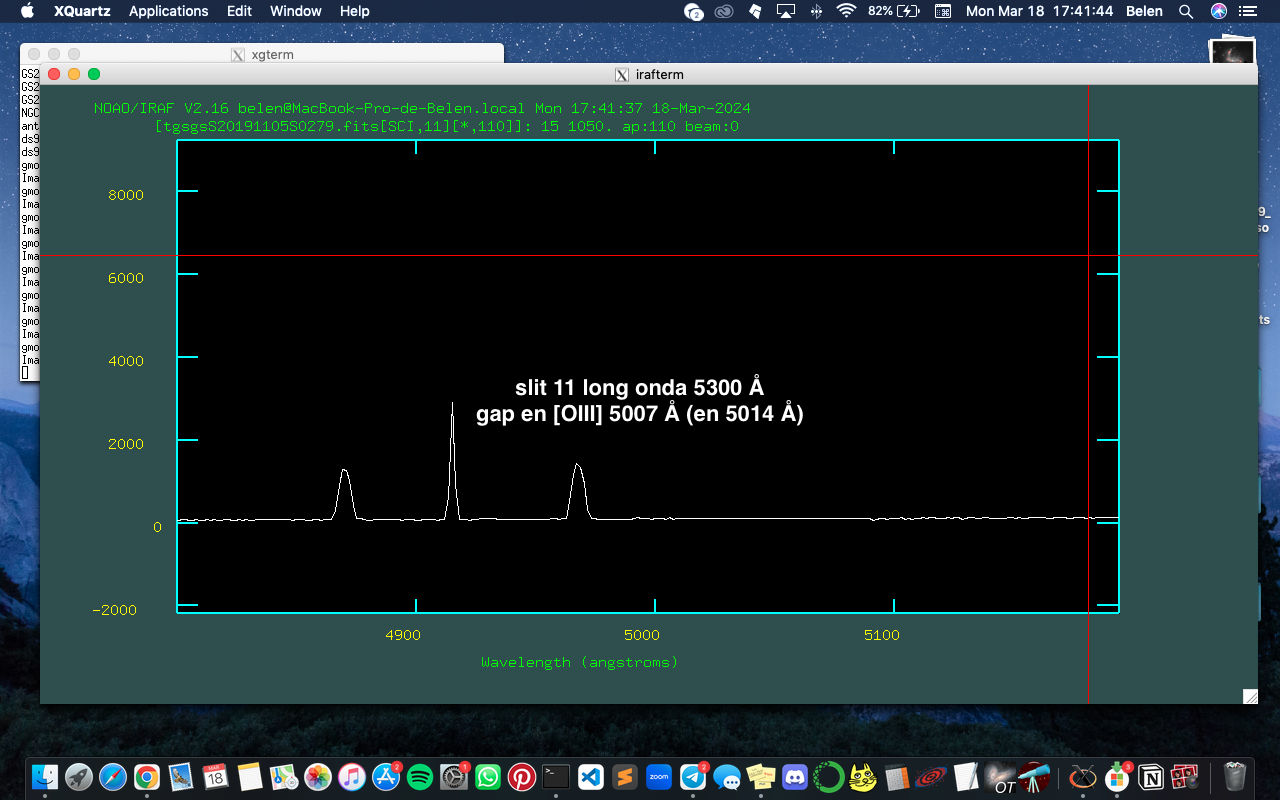 XQuartz Applications Edit Window Help 2 82% Mon Mar 18 17:41:44 Belen
xgterm
irafterm
GS2
GS2
GS2
NGC
ant
ds9
ds9
gmo
Ima
gmo
Ima
gmo
Ima
gmo
Ima
gmo
Ima
gmo
Ima
gmo
Ima
gmo
Ima
NOAO/IRAF V2.16 belen@MacBook-Pro-de-Belen.local Mon 17:41:37 18-Mar-2024
[tgsgsS20191105S0279.fits[SCI,11][*,110]]: 15 1050. ap:110 beam:0
8000
6000
4000
2000
0
-2000
slit 11 long onda 5300 Å
gap en [OIII] 5007 Å (en 5014 Å)
4900 5000 5100
Wavelength (angstroms)
9_
so
ts
MAR
18
zoom
OT
2
1
2
3